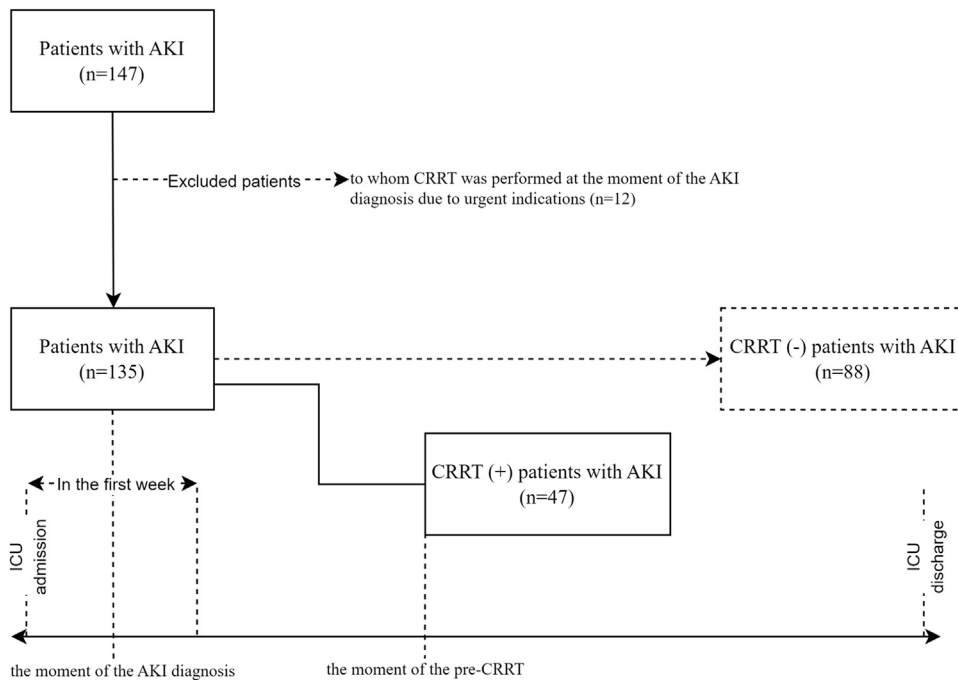 Patients with AKI
(n=147)
Excluded patients
to whom CRRT was performed at the moment of the AKI
diagnosis due to urgent indications (n=12)
Patients with AKI
(n=135)
CRRT (-) patients with AKI
(n=88)
CRRT (+) patients with AKI
(n=47)
In the first week
ICU
admission
ICU
discharge
the moment of the AKI diagnosis
the moment of the pre-CRRT